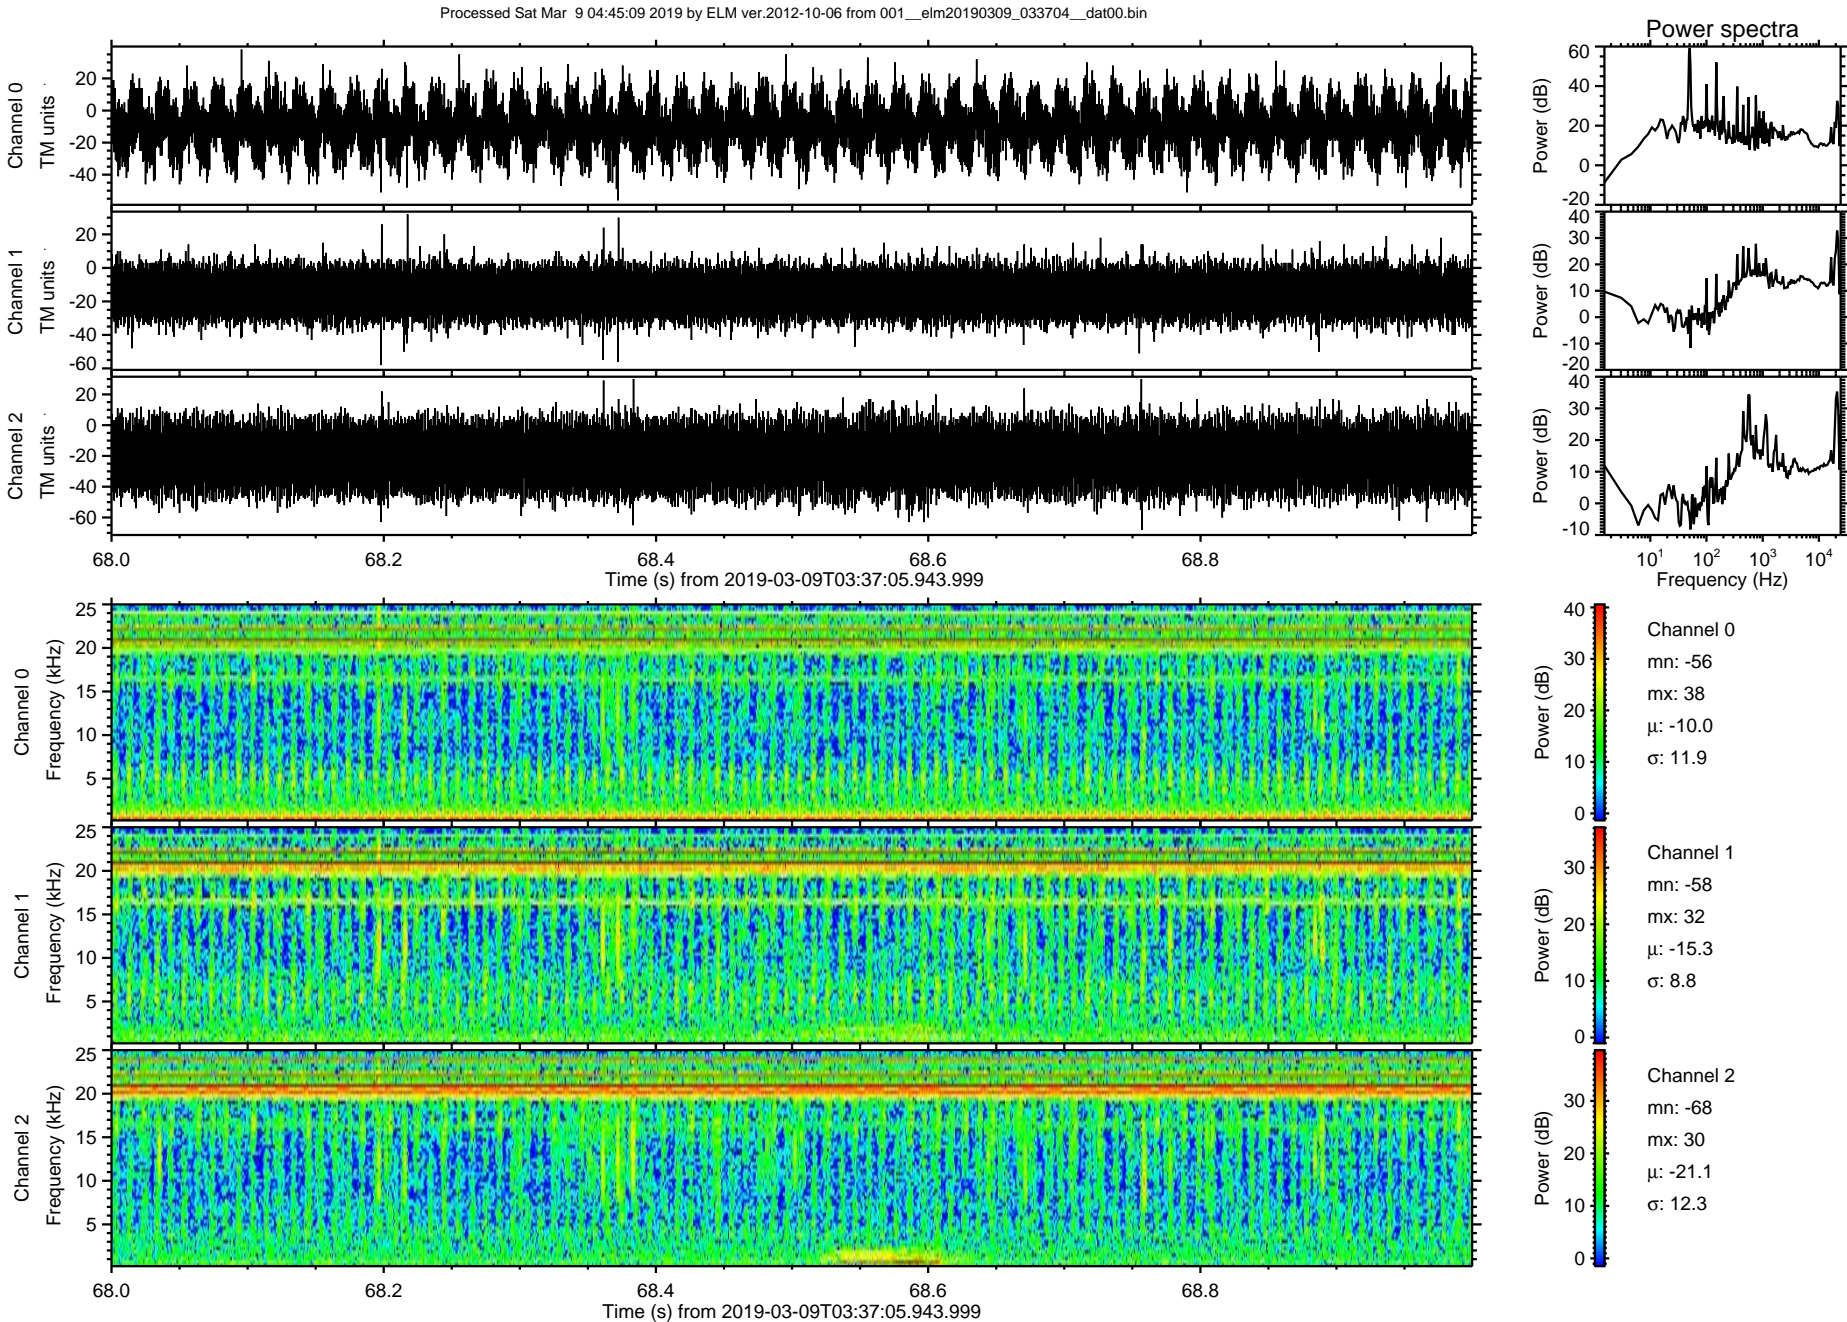 Processed Sat Mar  9 04:45:09 2019 by ELM ver.2012-10-06 from 001__elm20190309_033704__dat00.bin
Power spectra
Channel 0
TM units
20
0
-20
-40
Power (dB)
60
40
20
0
-20
Channel 1
TM units
20
0
-20
-40
-60
Power (dB)
40
30
20
10
0
-10
-20
Channel 2
TM units
20
0
-20
-40
-60
Power (dB)
40
30
20
10
0
-10
68.0 68.2 68.4 68.6 68.8
Time (s) from 2019-03-09T03:37:05.943.999
10^1 10^2 10^3 10^4
Frequency (Hz)
Channel 0
Frequency (kHz)
25
20
15
10
5
Power (dB)
40
30
20
10
0
Channel 0
mn: -56
mx: 38
μ: -10.0
σ: 11.9
Channel 1
Frequency (kHz)
25
20
15
10
5
Power (dB)
30
20
10
0
Channel 1
mn: -58
mx: 32
μ: -15.3
σ: 8.8
Channel 2
Frequency (kHz)
25
20
15
10
5
Power (dB)
30
20
10
0
Channel 2
mn: -68
mx: 30
μ: -21.1
σ: 12.3
68.0 68.2 68.4 68.6 68.8
Time (s) from 2019-03-09T03:37:05.943.999